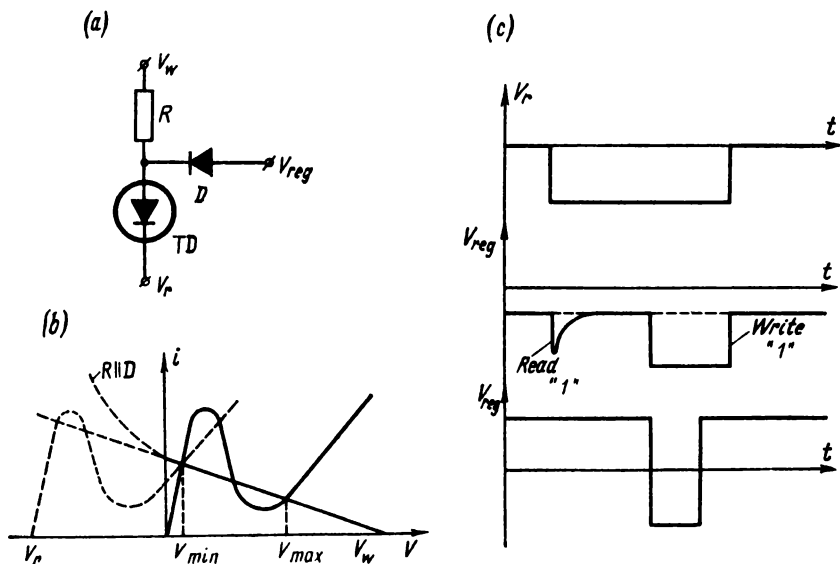 (a)
V_w
R
D
V_reg
TD
V_r
(b)
R||D
i
V_r
V_min
V_max
V_w
V
(c)
V_r
t
V_reg
t
Read
"1"
Write
"1"
V_reg
t